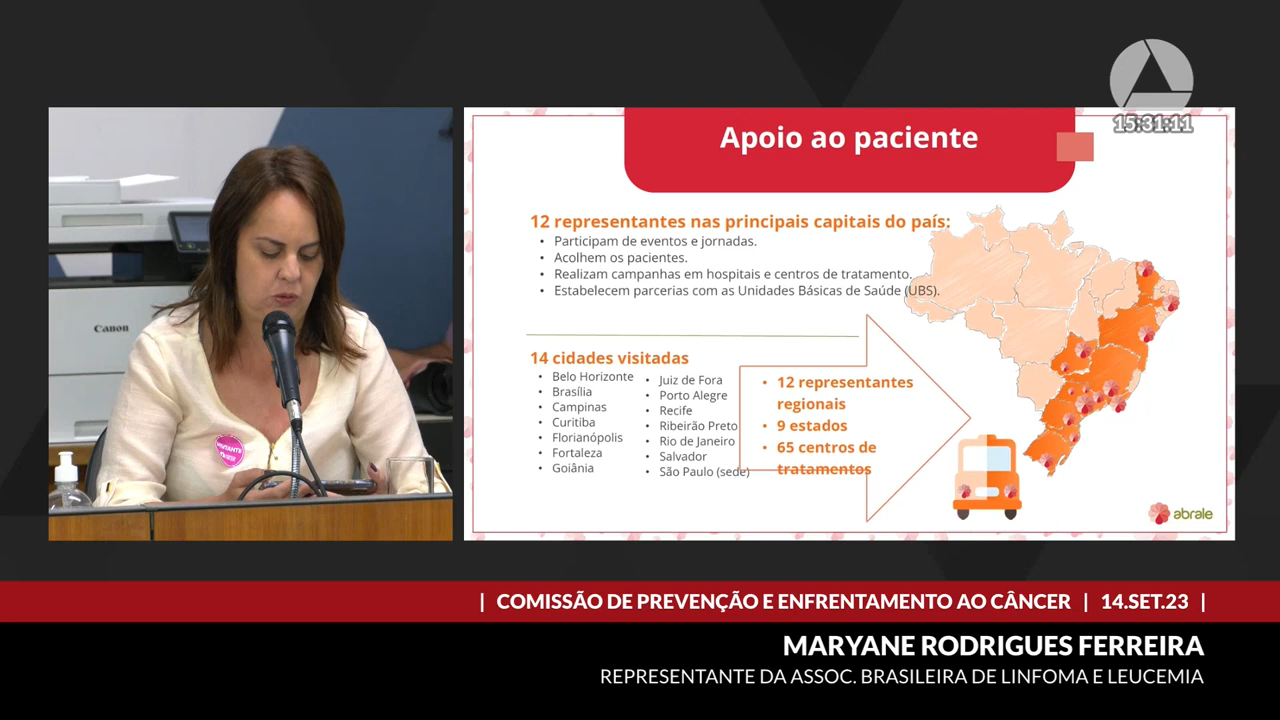 15:31:11
Canon
VISITANTE
Apoio ao paciente
12 representantes nas principais capitais do país:
• Participam de eventos e jornadas.
• Acolhem os pacientes.
• Realizam campanhas em hospitais e centros de tratamento.
• Estabelecem parcerias com as Unidades Básicas de Saúde (UBS).
14 cidades visitadas
• Belo Horizonte
• Brasília
• Campinas
• Curitiba
• Florianópolis
• Fortaleza
• Goiânia
• Juiz de Fora
• Porto Alegre
• Recife
• Ribeirão Preto
• Rio de Janeiro
• Salvador
• São Paulo (sede)
• 12 representantes
regionais
• 9 estados
• 65 centros de
tratamentos
abrale
| COMISSÃO DE PREVENÇÃO E ENFRENTAMENTO AO CÂNCER | 14.SET.23 |
MARYANE RODRIGUES FERREIRA
REPRESENTANTE DA ASSOC. BRASILEIRA DE LINFOMA E LEUCEMIA